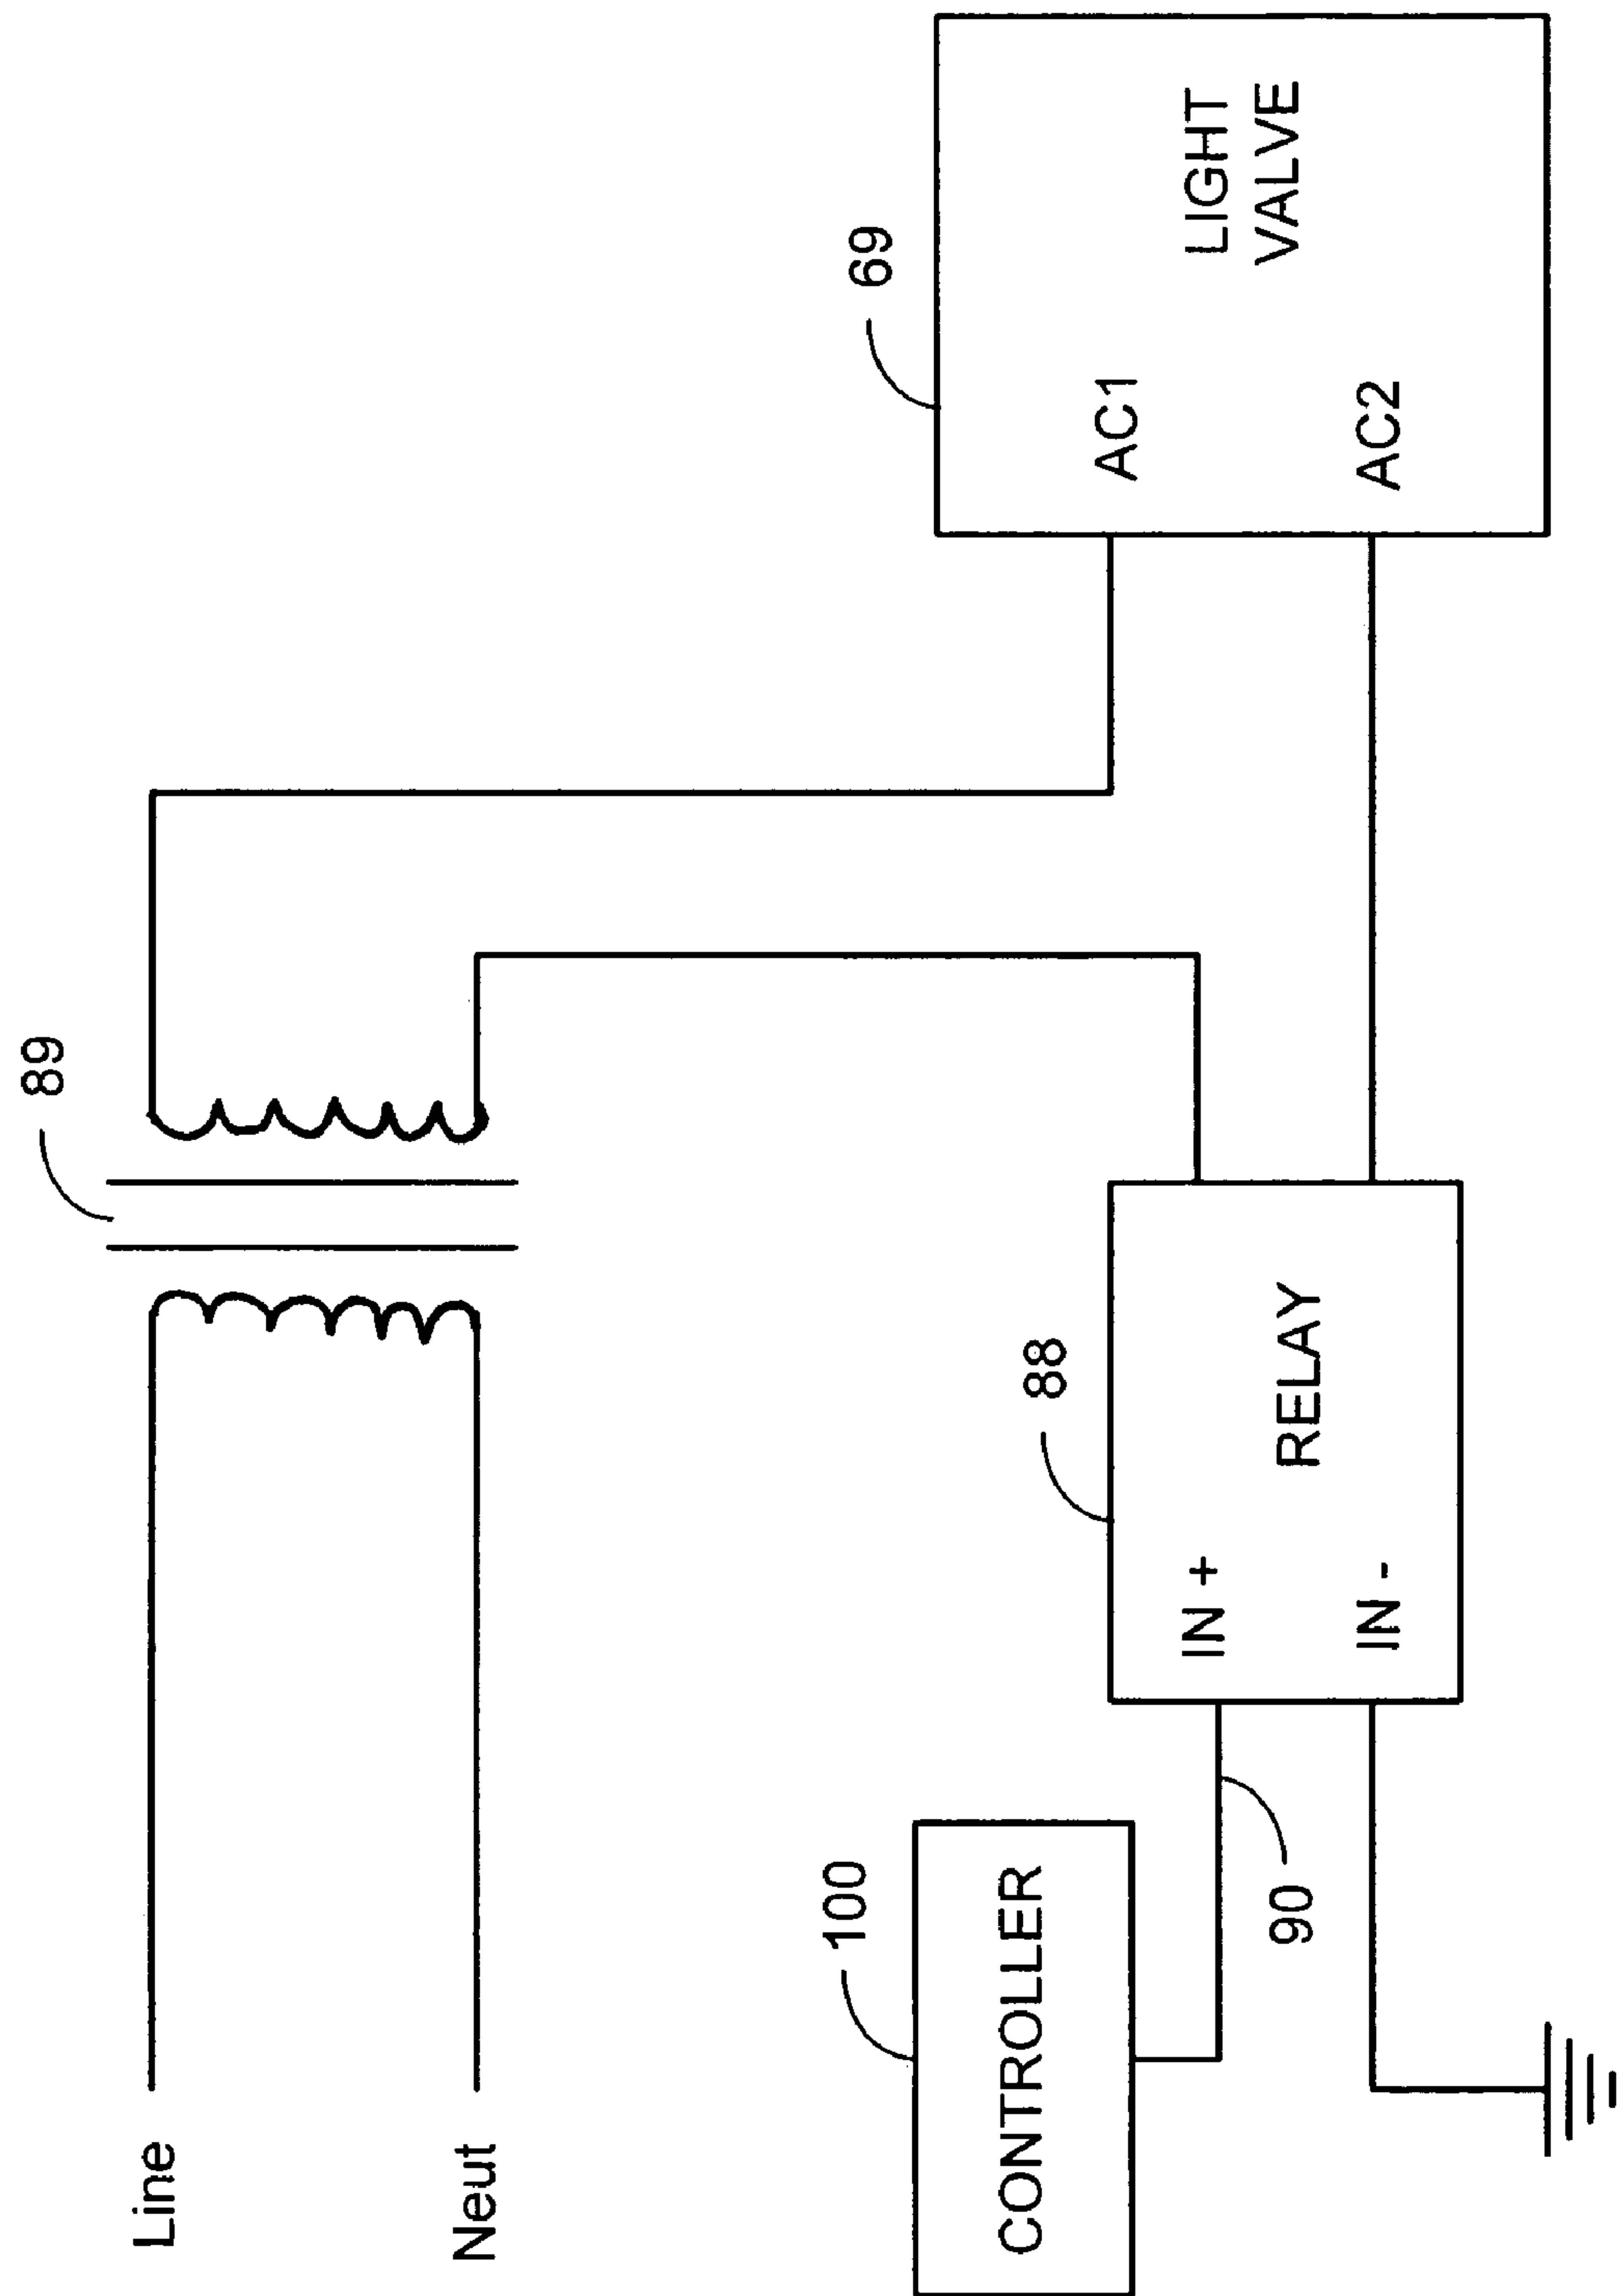 89
Line
Neut
69
LIGHT
VALVE
AC1
AC2
88
RELAY
IN +
IN -
100
CONTROLLER
90